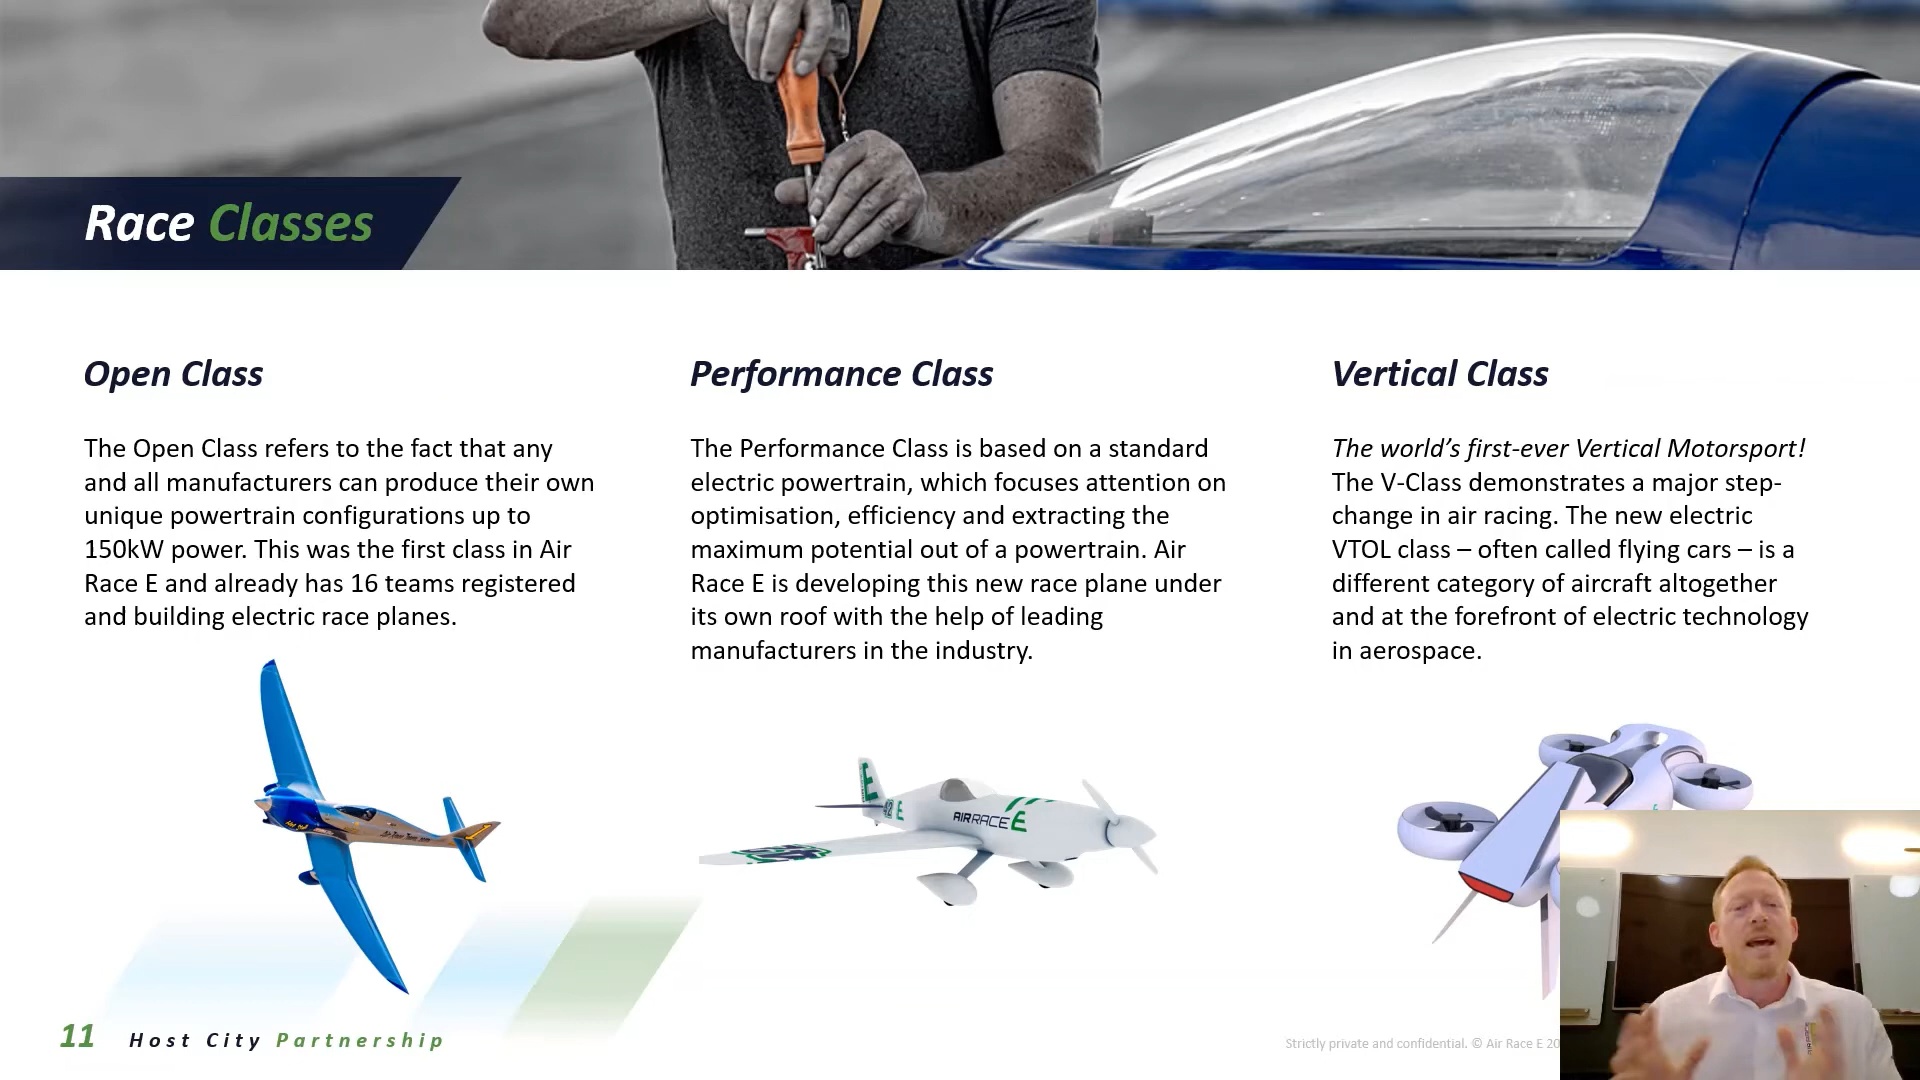 Race Classes
Open Class
The Open Class refers to the fact that any
and all manufacturers can produce their own
unique powertrain configurations up to
150kW power. This was the first class in Air
Race E and already has 16 teams registered
and building electric race planes.
Performance Class
The Performance Class is based on a standard
electric powertrain, which focuses attention on
optimisation, efficiency and extracting the
maximum potential out of a powertrain. Air
Race E is developing this new race plane under
its own roof with the help of leading
manufacturers in the industry.
Vertical Class
The world’s first-ever Vertical Motorsport!
The V-Class demonstrates a major step-
change in air racing. The new electric
VTOL class – often called flying cars – is a
different category of aircraft altogether
and at the forefront of electric technology
in aerospace.
AIR RACE E
11 Host City Partnership
Strictly private and confidential. © Air Race E 20